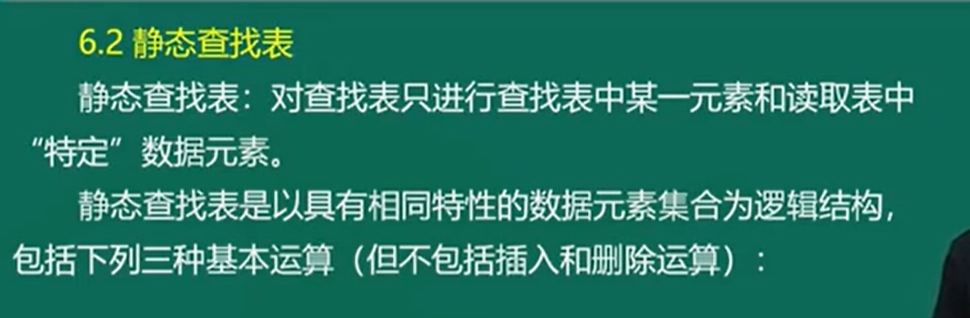 6.2 静态查找表
静态查找表：对查找表只进行查找表中某一元素和读取表中
“特定”数据元素。
静态查找表是以具有相同特性的数据元素集合为逻辑结构，
包括下列三种基本运算（但不包括插入和删除运算）：